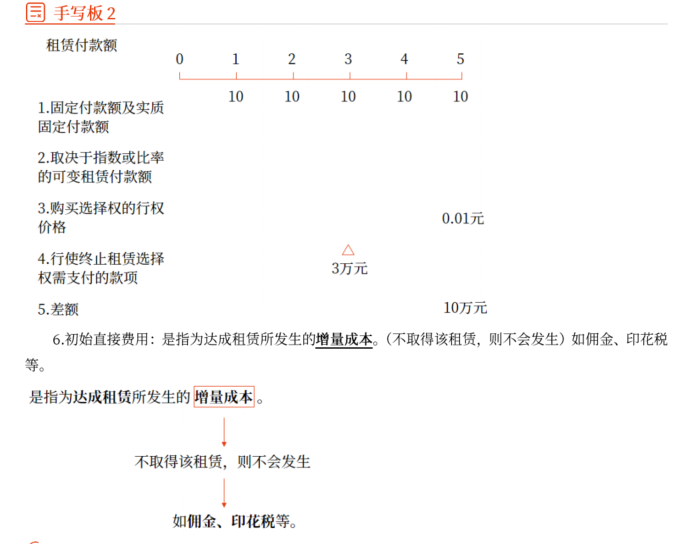 手写板 2
租赁付款额
0 1 2 3 4 5
10 10 10 10 10
1.固定付款额及实质
固定付款额
2.取决于指数或比率
的可变租赁付款额
3.购买选择权的行权
价格
0.01元
4.行使终止租赁选择
权需支付的款项
3万元
5.差额
10万元
6.初始直接费用：是指为达成租赁所发生的增量成本。（不取得该租赁，则不会发生）如佣金、印花税
等。
是指为达成租赁所发生的 增量成本 。
不取得该租赁，则不会发生
如佣金、印花税等。